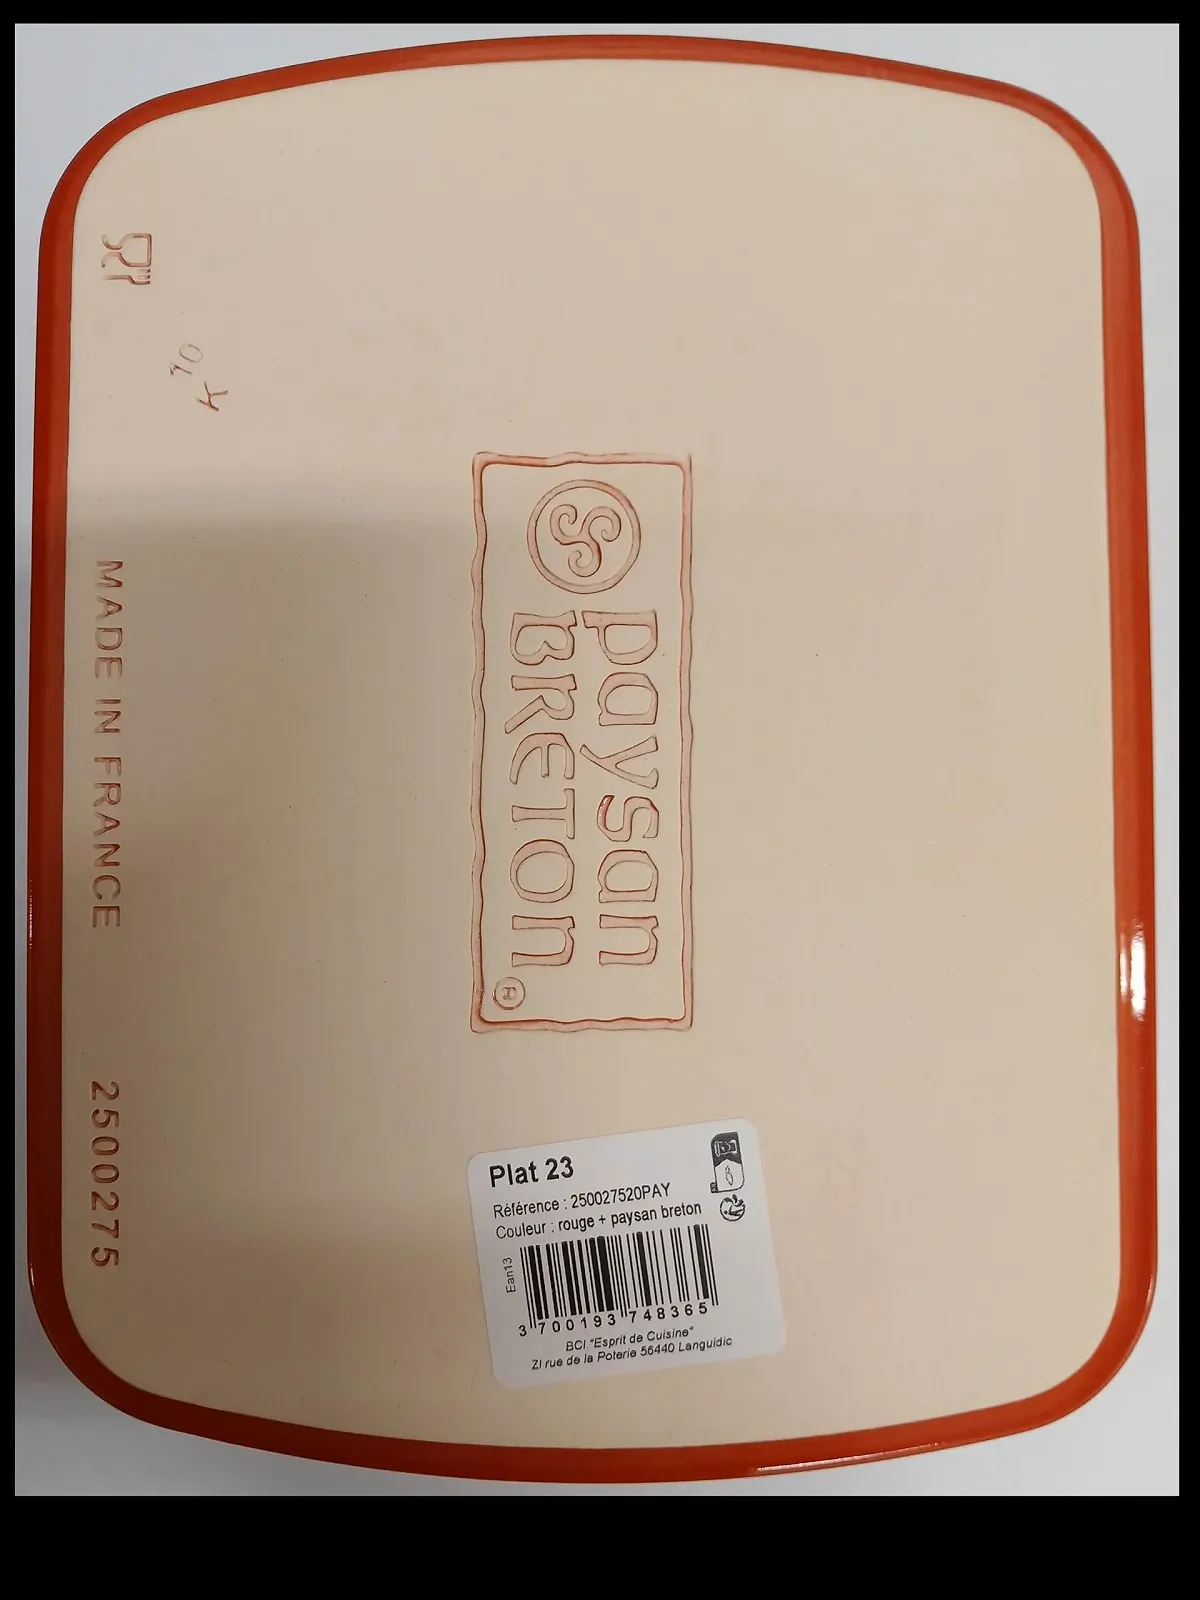 paysan
BRETON
®
MADE IN FRANCE
2500275
K
Plat 23
Référence : 250027520PAY
Couleur : rouge + paysan breton
Ean13
3 700193 748365
BCI "Esprit de Cuisine"
ZI rue de la Poterie 56440 Languidic